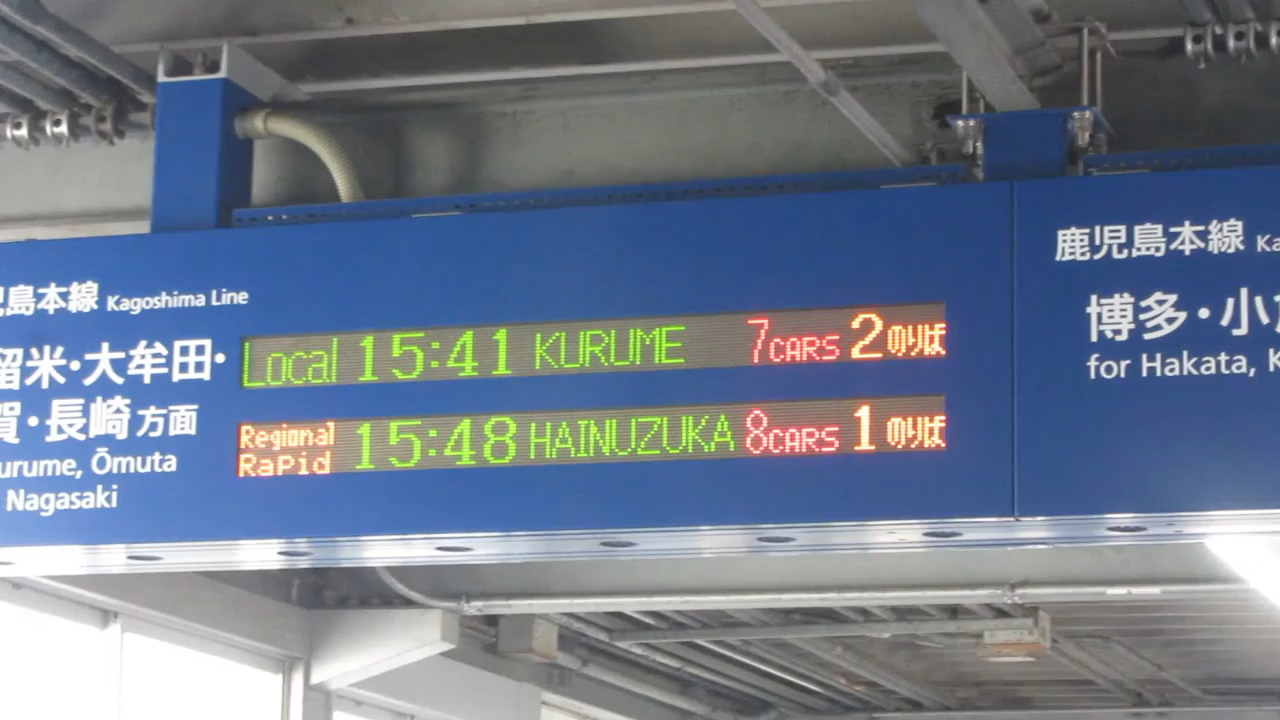 児島本線 Kagoshima Line
留米・大牟田・
賀・長崎方面
urume, Ōmuta
Nagasaki
Local 15:41 KURUME 7CARS 2のりば
Regional Rapid 15:48 HAINUZUKA 8CARS 1のりば
鹿児島本線 Ka
博多・小
for Hakata, K